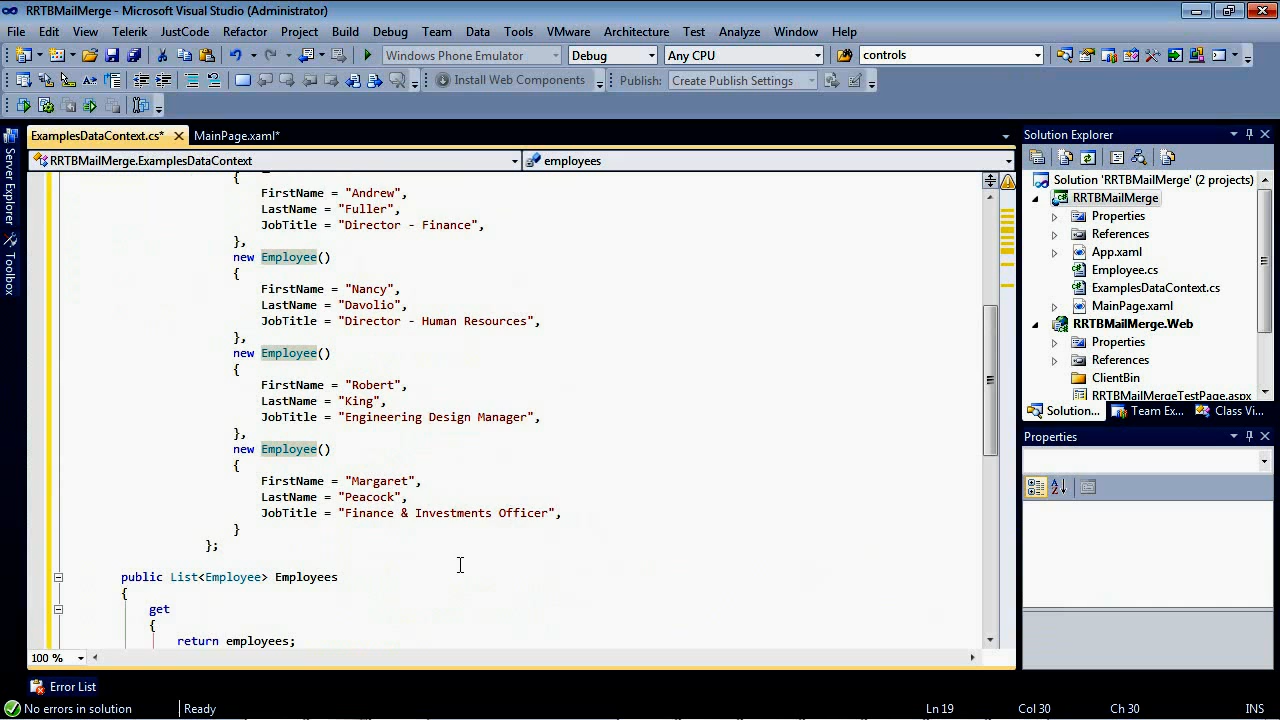 RRTBMailMerge - Microsoft Visual Studio (Administrator)
File Edit View Telerik JustCode Refactor Project Build Debug Team Data Tools VMware Architecture Test Analyze Window Help
Windows Phone Emulator Debug Any CPU controls
Install Web Components Publish: Create Publish Settings
ExamplesDataContext.cs* MainPage.xaml*
RRTBMailMerge.ExamplesDataContext employees
{
FirstName = "Andrew",
LastName = "Fuller",
JobTitle = "Director - Finance",
},
new Employee()
{
FirstName = "Nancy",
LastName = "Davolio",
JobTitle = "Director - Human Resources",
},
new Employee()
{
FirstName = "Robert",
LastName = "King",
JobTitle = "Engineering Design Manager",
},
new Employee()
{
FirstName = "Margaret",
LastName = "Peacock",
JobTitle = "Finance & Investments Officer",
}
};
public List<Employee> Employees
{
get
{
return employees;
100 %
Server Explorer
Toolbox
Solution Explorer
Solution 'RRTBMailMerge' (2 projects)
RRTBMailMerge
Properties
References
App.xaml
Employee.cs
ExamplesDataContext.cs
MainPage.xaml
RRTBMailMerge.Web
Properties
References
ClientBin
RRTBMailMergeTestPage.aspx
Solution... Team Ex... Class Vi...
Properties
Error List
No errors in solution Ready Ln 19 Col 30 Ch 30 INS